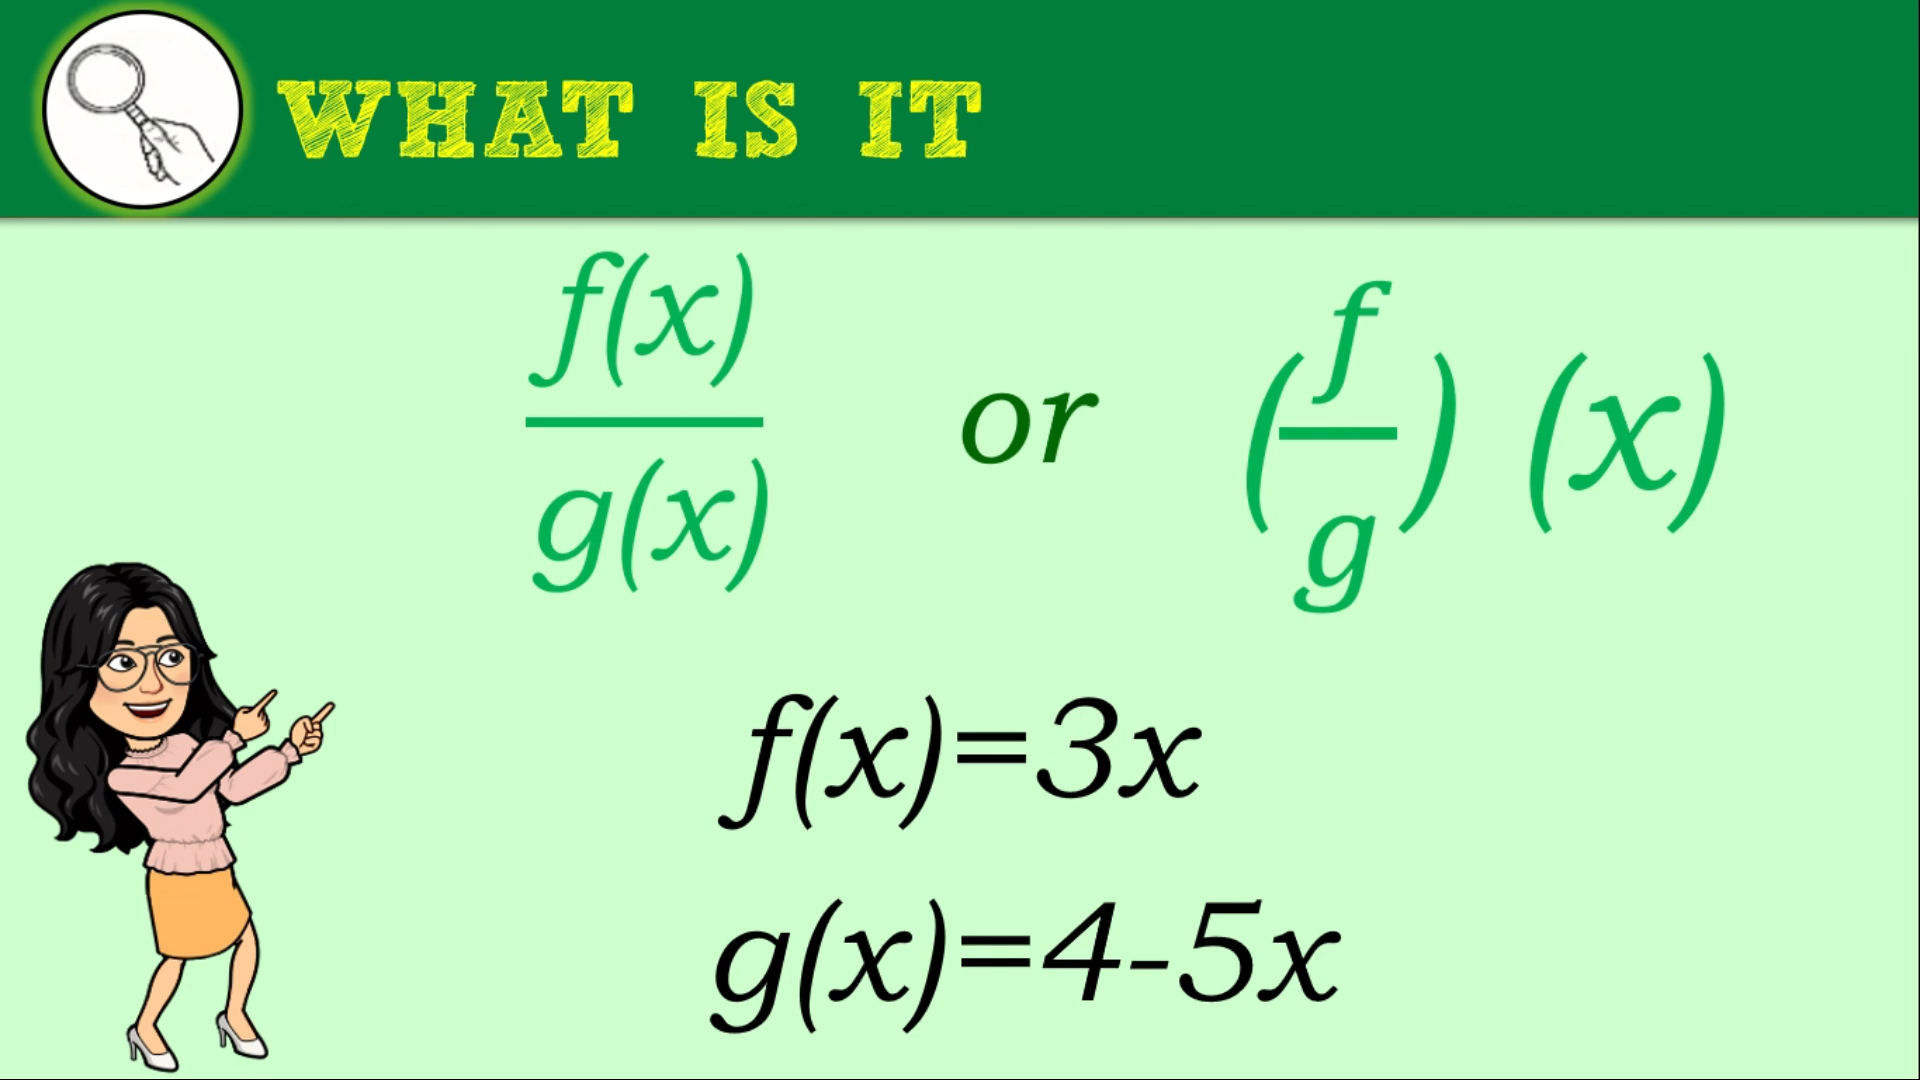 WHAT IS IT
f(x)/g(x) or (f/g) (x)
f(x)=3x
g(x)=4-5x